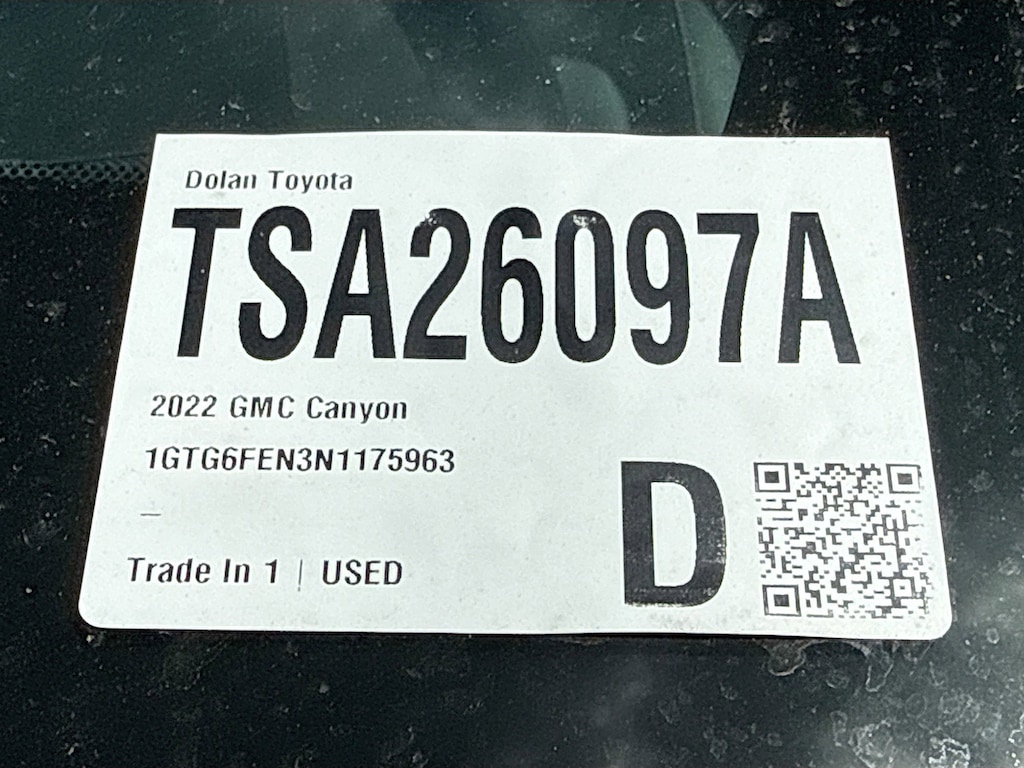 Dolan Toyota
TSA26097A
2022 GMC Canyon
1GTG6FEN3N1175963
–
Trade In 1 | USED
D